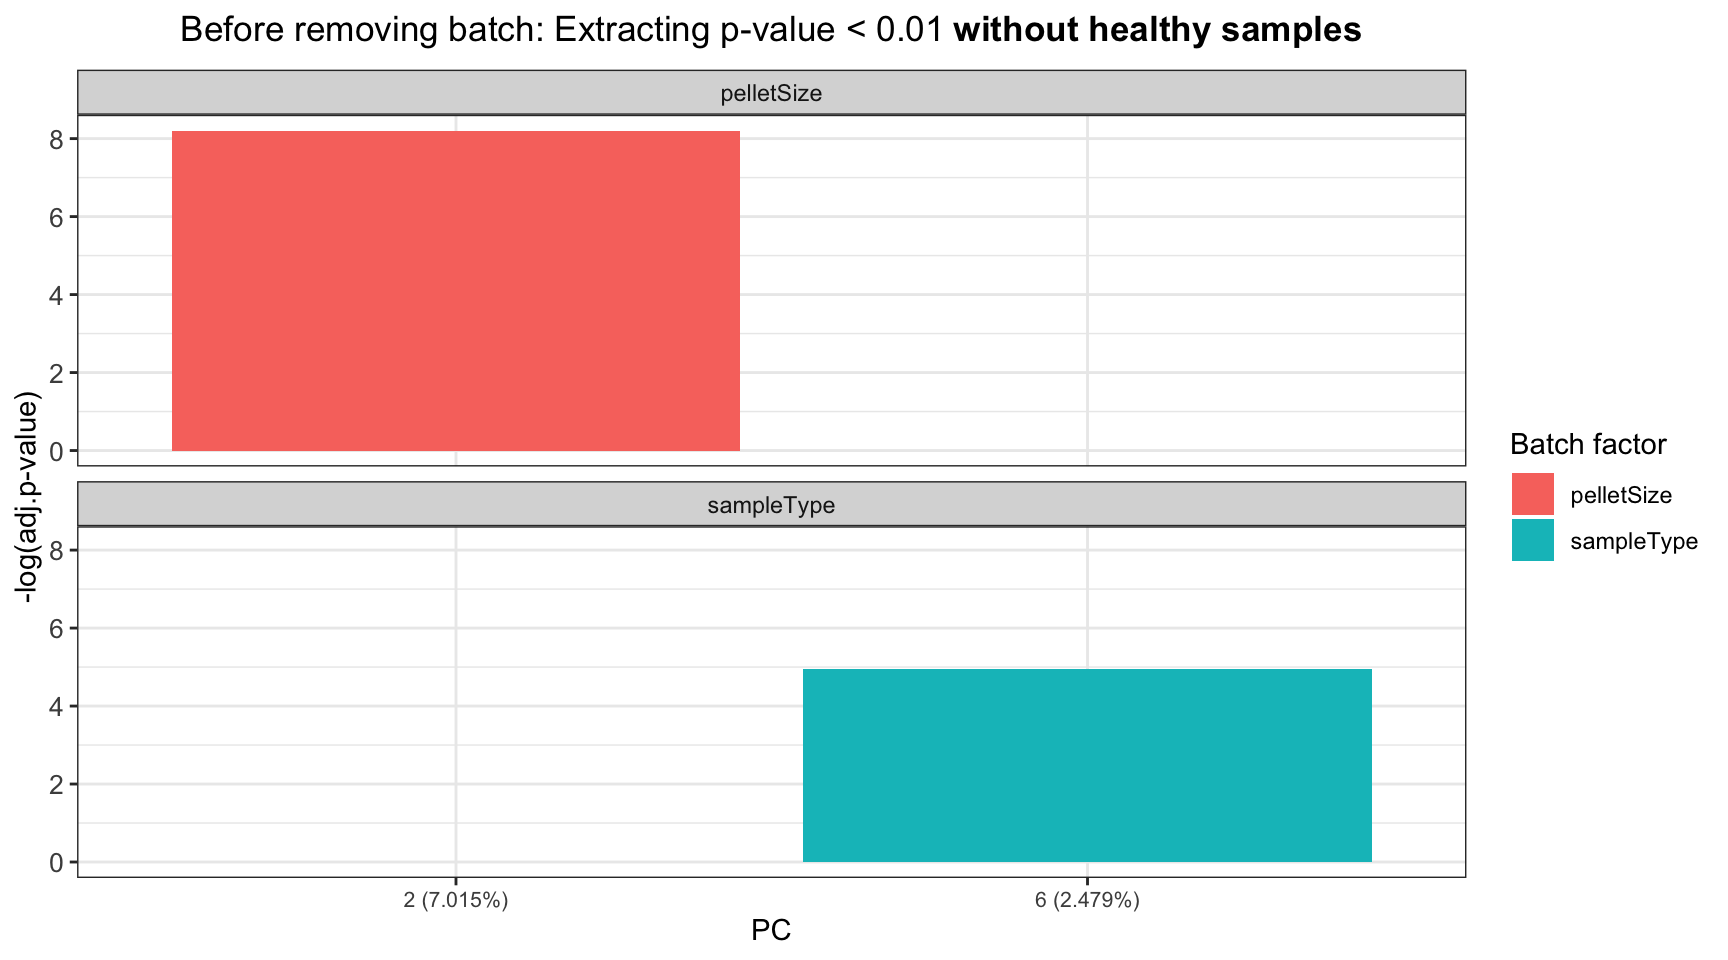 Before removing batch: Extracting p-value < 0.01 without healthy samples
pelletSize
8
6
4
2
0
sampleType
8
6
4
2
0
-log(adj.p-value)
2 (7.015%)
6 (2.479%)
PC
Batch factor
pelletSize
sampleType